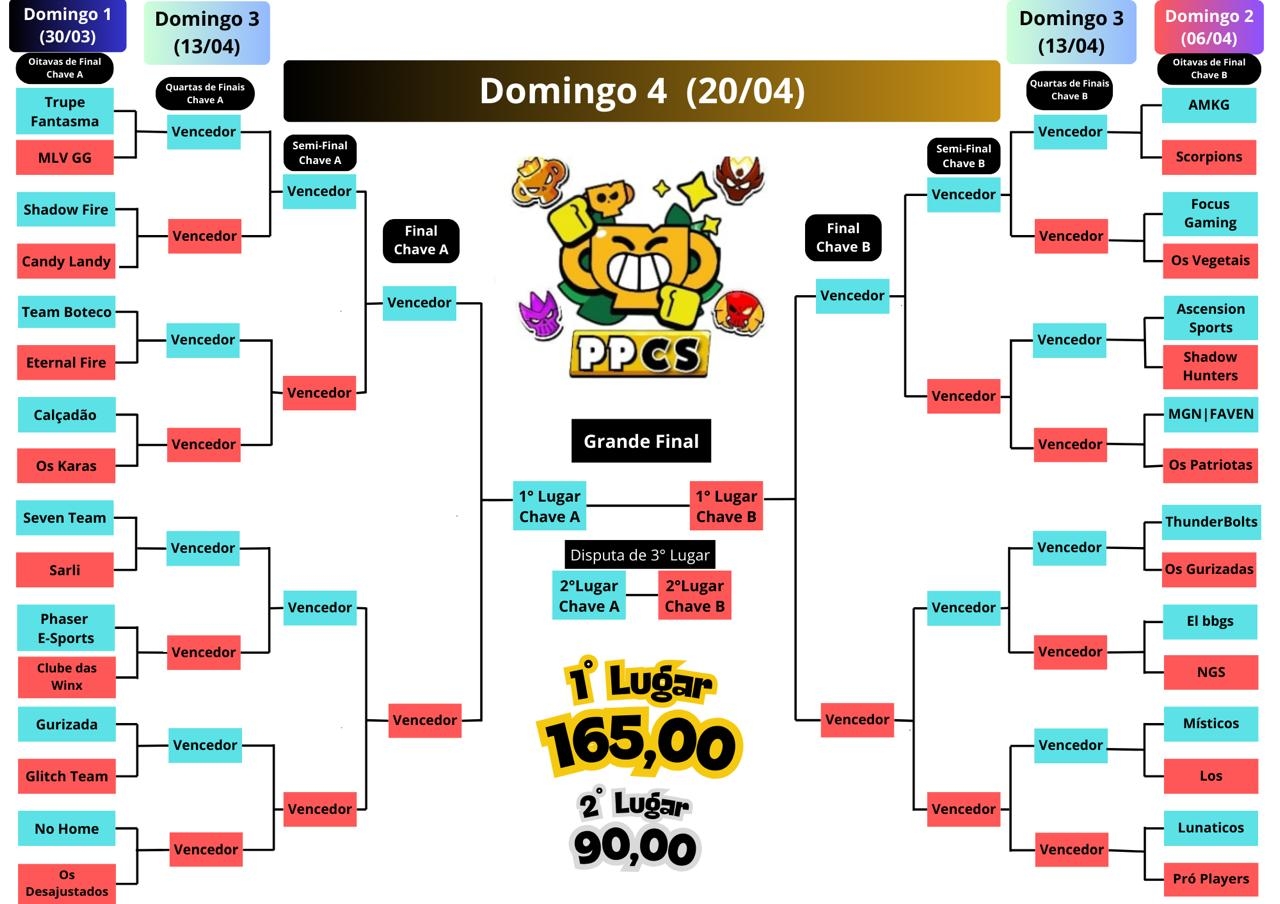 Domingo 1
(30/03)
Oitavas de Final
Chave A
Trupe
Fantasma
MLV GG
Shadow Fire
Candy Landy
Team Boteco
Eternal Fire
Calçadão
Os Karas
Seven Team
Sarli
Phaser
E-Sports
Clube das
Winx
Gurizada
Glitch Team
No Home
Os
Desajustados
Domingo 3
(13/04)
Quartas de Finais
Chave A
Vencedor
Vencedor
Vencedor
Vencedor
Vencedor
Vencedor
Vencedor
Vencedor
Domingo 4 (20/04)
Semi-Final
Chave A
Vencedor
Vencedor
Vencedor
Vencedor
Final
Chave A
Vencedor
Vencedor
PPCS
Grande Final
1° Lugar
Chave A
1° Lugar
Chave B
Disputa de 3° Lugar
2°Lugar
Chave A
2°Lugar
Chave B
1° Lugar
165,00
2° Lugar
90,00
Final
Chave B
Vencedor
Vencedor
Semi-Final
Chave B
Vencedor
Vencedor
Vencedor
Vencedor
Domingo 3
(13/04)
Quartas de Finais
Chave B
Vencedor
Vencedor
Vencedor
Vencedor
Vencedor
Vencedor
Vencedor
Vencedor
Domingo 2
(06/04)
Oitavas de Final
Chave B
AMKG
Scorpions
Focus
Gaming
Os Vegetais
Ascension
Sports
Shadow
Hunters
MGN|FAVEN
Os Patriotas
ThunderBolts
Os Gurizadas
El bbgs
NGS
Místicos
Los
Lunaticos
Pró Players